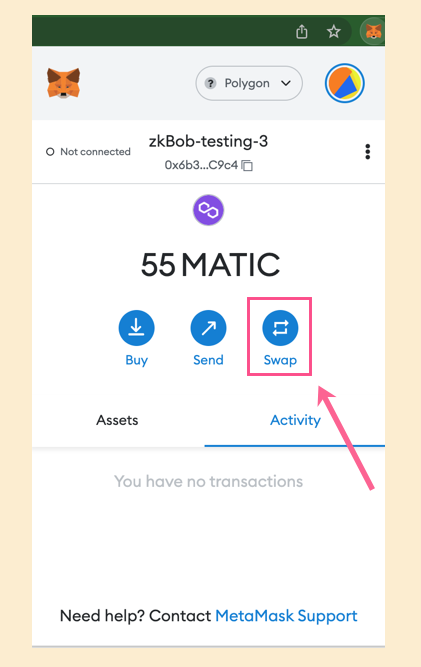 ? Polygon
Not connected
zkBob-testing-3
0x6b3...C9c4
55 MATIC
Buy Send Swap
Assets Activity
You have no transactions
Need help? Contact MetaMask Support